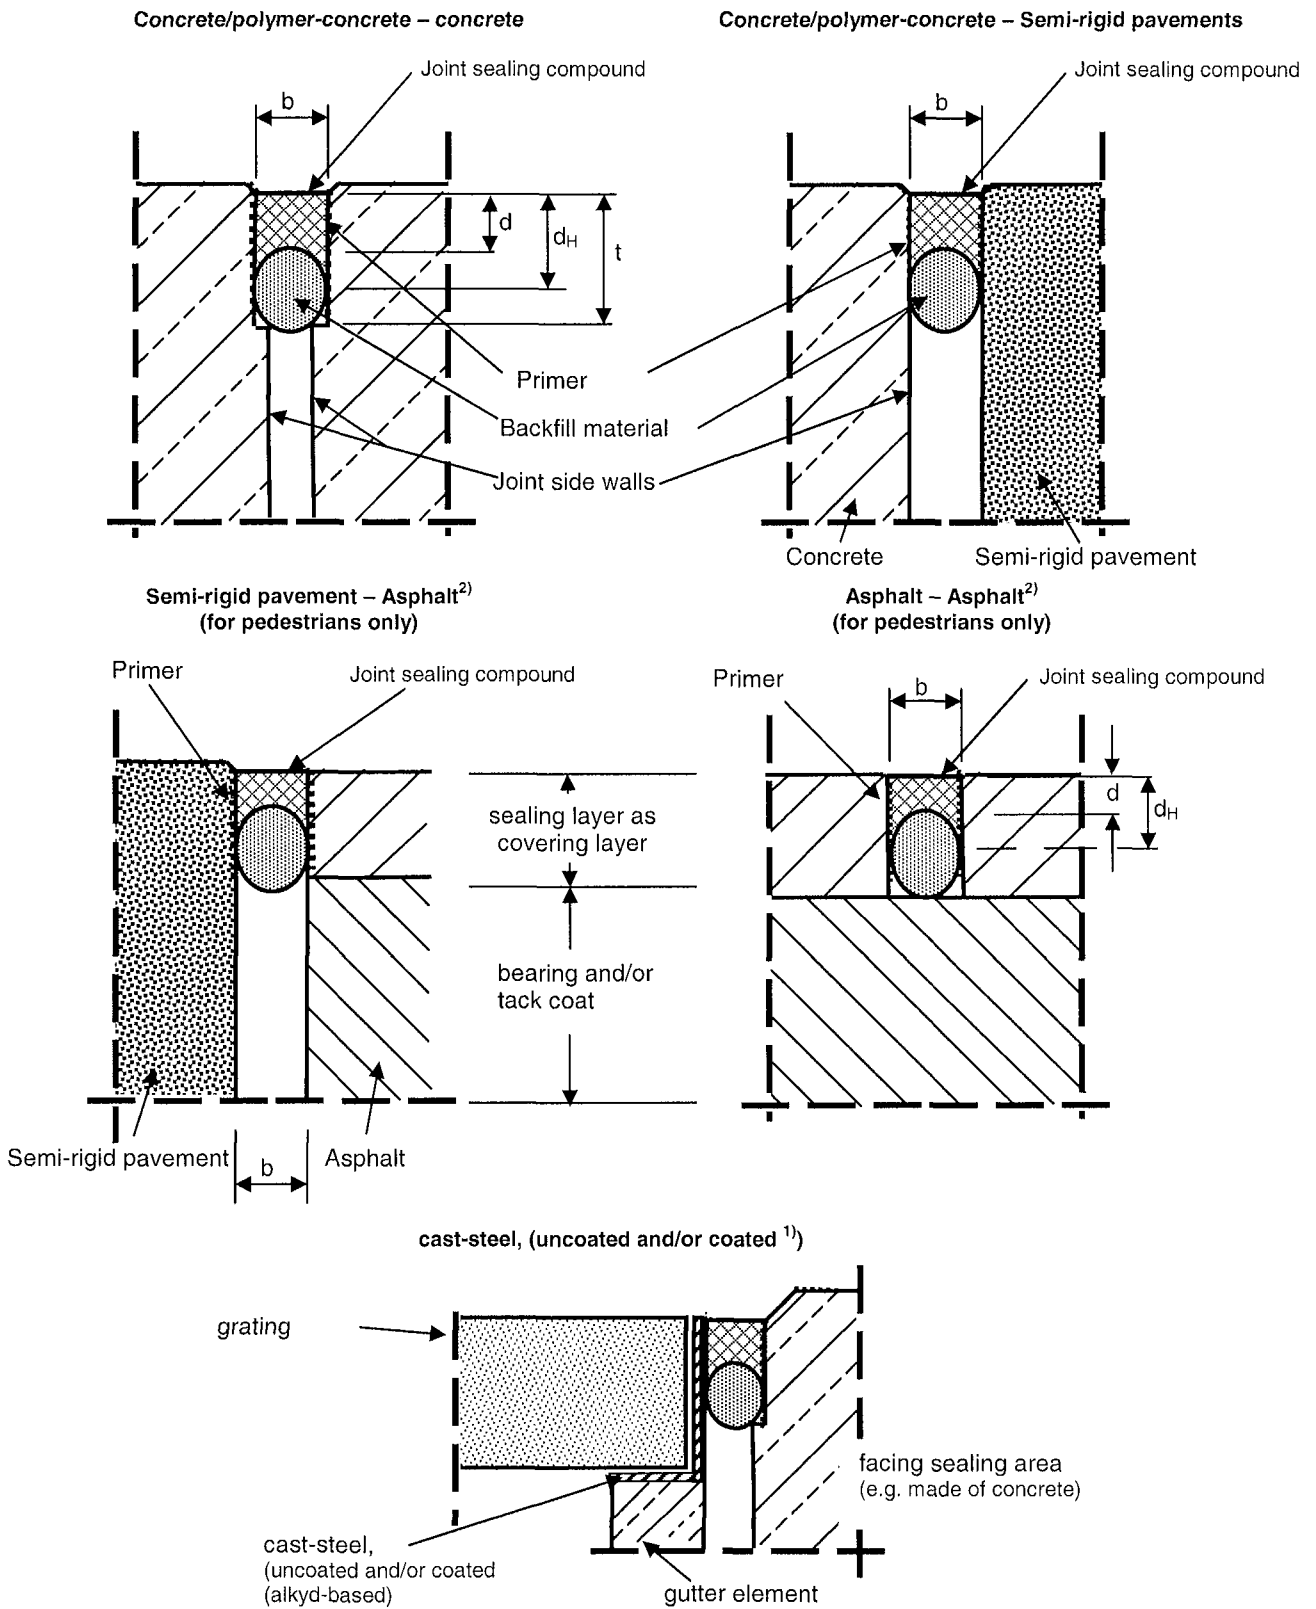 Concrete/polymer-concrete – concrete
Concrete/polymer-concrete – Semi-rigid pavements
Joint sealing compound
Joint sealing compound
b
b
d
dH
t
Primer
Backfill material
Joint side walls
Concrete
Semi-rigid pavement
Semi-rigid pavement – Asphalt2)
(for pedestrians only)
Asphalt – Asphalt2)
(for pedestrians only)
Primer
Joint sealing compound
Primer
b
Joint sealing compound
sealing layer as
covering layer
d
dH
bearing and/or
tack coat
Semi-rigid pavement
b
Asphalt
cast-steel, (uncoated and/or coated 1))
grating
facing sealing area
(e.g. made of concrete)
cast-steel,
(uncoated and/or coated
(alkyd-based)
gutter element